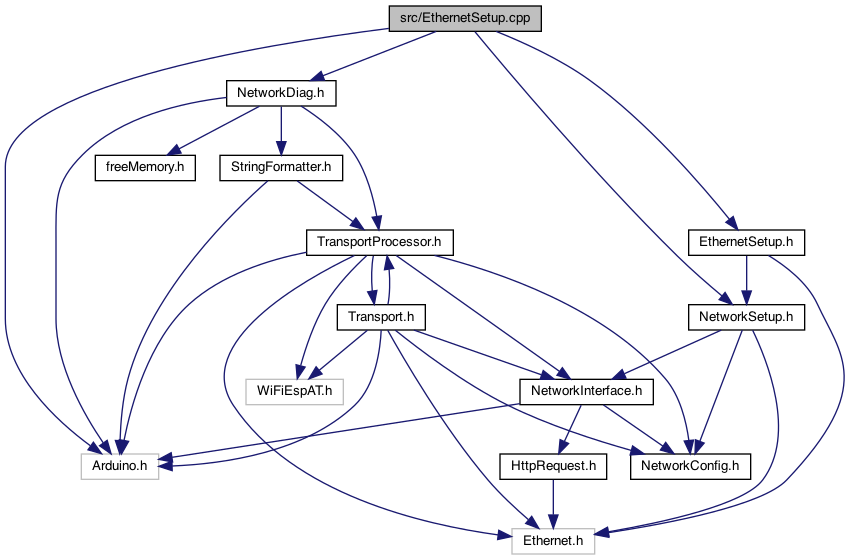 src/EthernetSetup.cpp
NetworkDiag.h
freeMemory.h
StringFormatter.h
TransportProcessor.h
EthernetSetup.h
Transport.h
NetworkSetup.h
WiFiEspAT.h
NetworkInterface.h
Arduino.h
HttpRequest.h
NetworkConfig.h
Ethernet.h